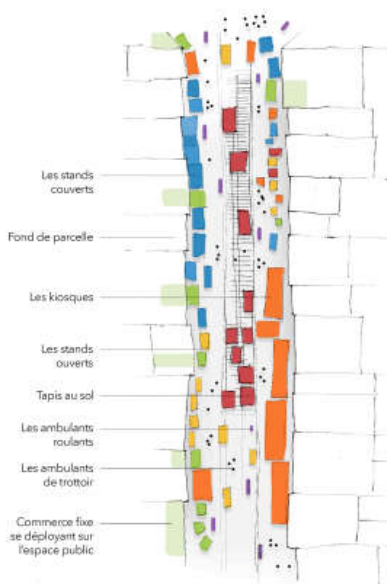 Les stands
couverts
Fond de parcelle
Les kiosques
Les stands
ouverts
Tapis au sol
Les ambulants
roulants
Les ambulants
de trottoir
Commerce fixe
se déployant sur
l'espace public